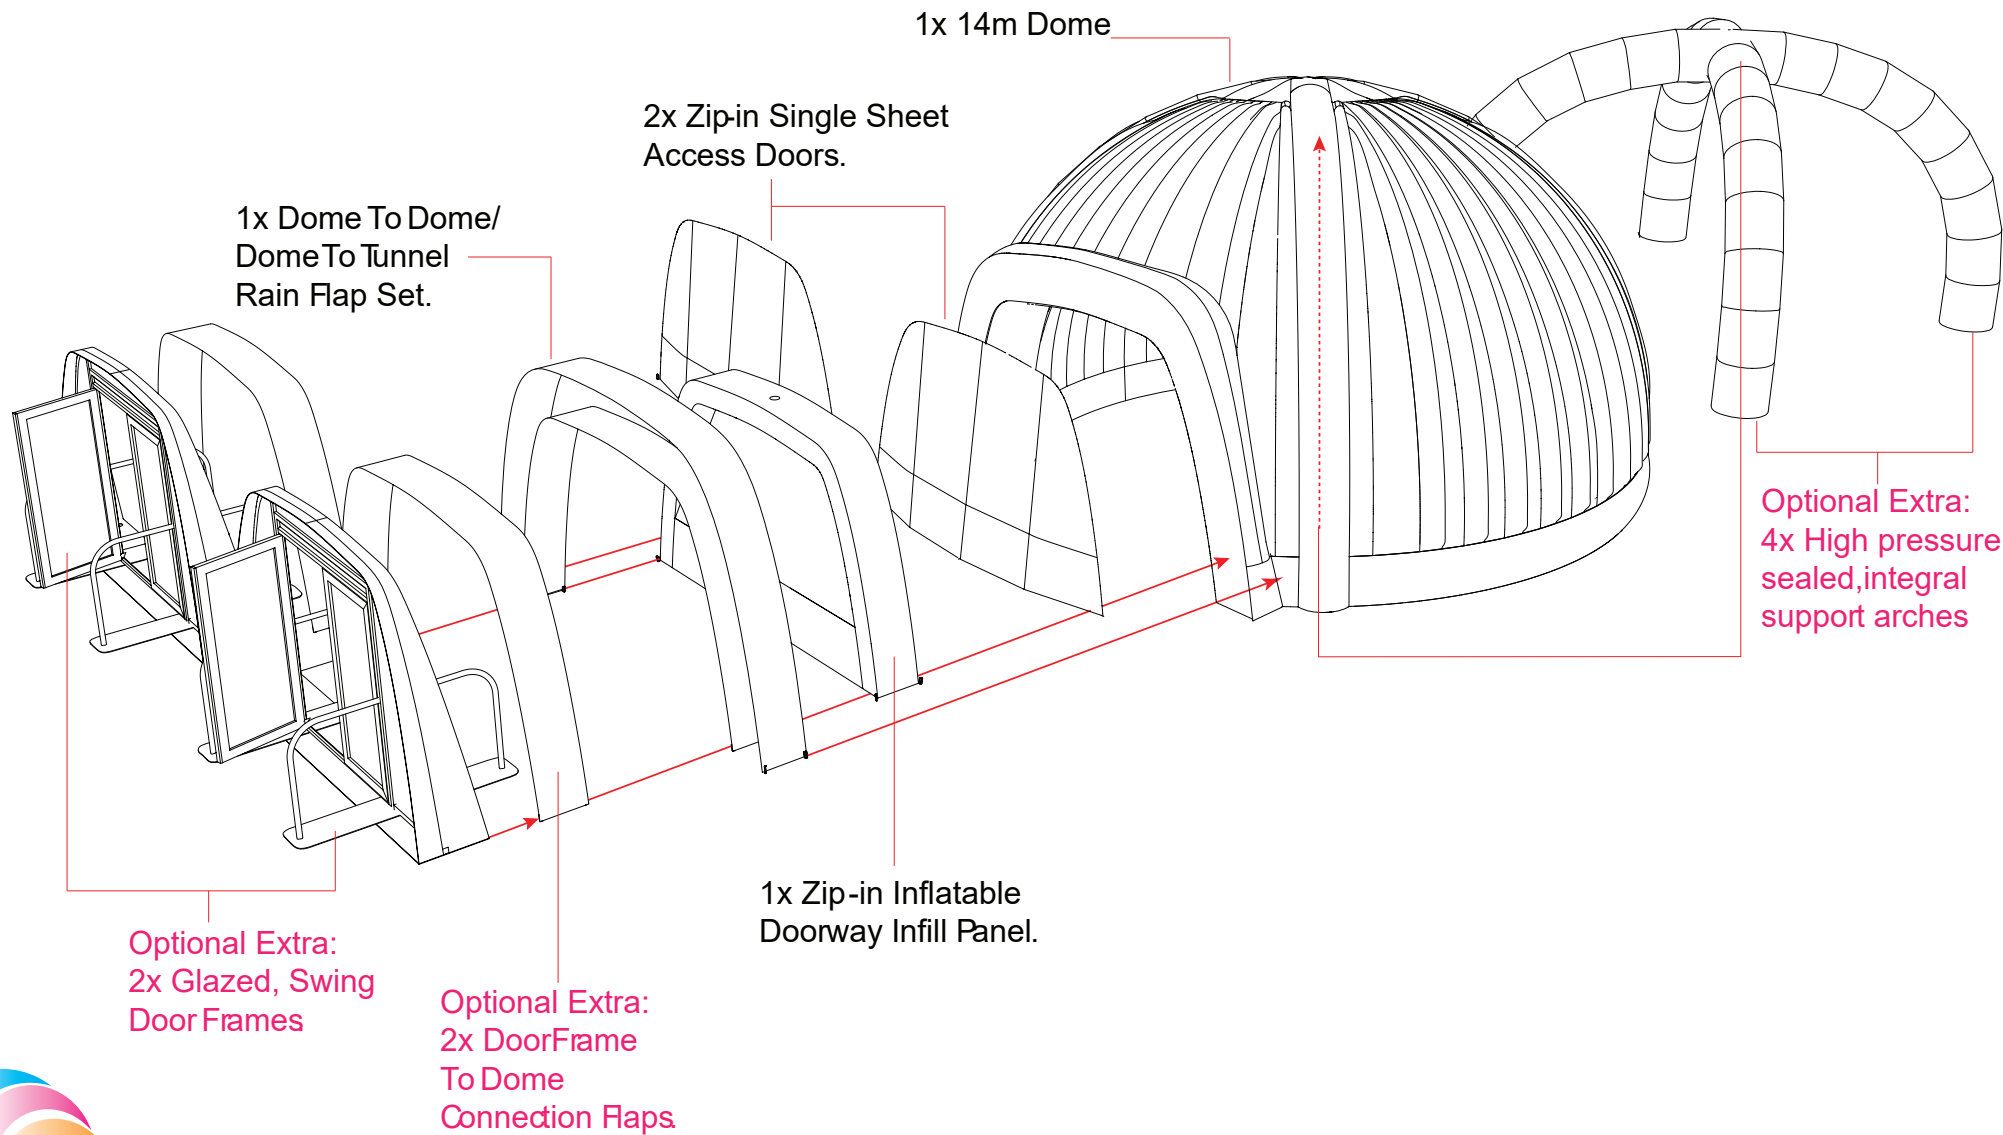 1x 14m Dome
2x Zip-in Single Sheet
Access Doors.
1x Dome To Dome/
Dome To Tunnel
Rain Flap Set.
Optional Extra:
4x High pressure
sealed,integral
support arches
1x Zip-in Inflatable
Doorway Infill Panel.
Optional Extra:
2x Glazed, Swing
Door Frames
Optional Extra:
2x DoorFrame
To Dome
Connection Flaps.